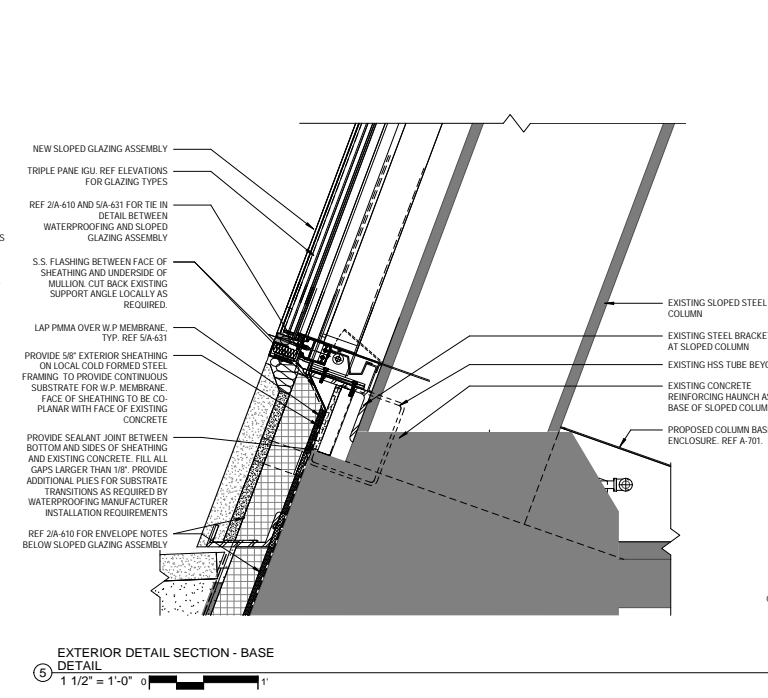 NEW SLOPED GLAZING ASSEMBLY
TRIPLE PANE IGU. REF ELEVATIONS
FOR GLAZING TYPES
REF 2/A-610 AND 5/A-631 FOR TIE IN
DETAIL BETWEEN
WATERPROOFING AND SLOPED
GLAZING ASSEMBLY
S
S.S. FLASHING BETWEEN FACE OF
SHEATHING AND UNDERSIDE OF
MULLION. CUT BACK EXISTING
SUPPORT ANGLE LOCALLY AS
REQUIRED.
LAP PMMA OVER W.P MEMBRANE,
TYP. REF 5/A-631
PROVIDE 5/8" EXTERIOR SHEATHING
ON LOCAL COLD FORMED STEEL
FRAMING TO PROVIDE CONTINUOUS
SUBSTRATE FOR W.P. MEMBRANE.
FACE OF SHEATHING TO BE CO-
PLANAR WITH FACE OF EXISTING
CONCRETE
PROVIDE SEALANT JOINT BETWEEN
BOTTOM AND SIDES OF SHEATHING
AND EXISTING CONCRETE. FILL ALL
GAPS LARGER THAN 1/8". PROVIDE
ADDITIONAL PLIES FOR SUBSTRATE
TRANSITIONS AS REQUIRED BY
WATERPROOFING MANUFACTURER
INSTALLATION REQUIREMENTS
REF 2/A-610 FOR ENVELOPE NOTES
BELOW SLOPED GLAZING ASSEMBLY
EXISTING SLOPED STEEL
COLUMN
EXISTING STEEL BRACKET
AT SLOPED COLUMN
EXISTING HSS TUBE BEYO
EXISTING CONCRETE
REINFORCING HAUNCH AS
BASE OF SLOPED COLUM
PROPOSED COLUMN BAS
ENCLOSURE. REF A-701.
5
EXTERIOR DETAIL SECTION - BASE
DETAIL
1 1/2" = 1'-0" 0 1'